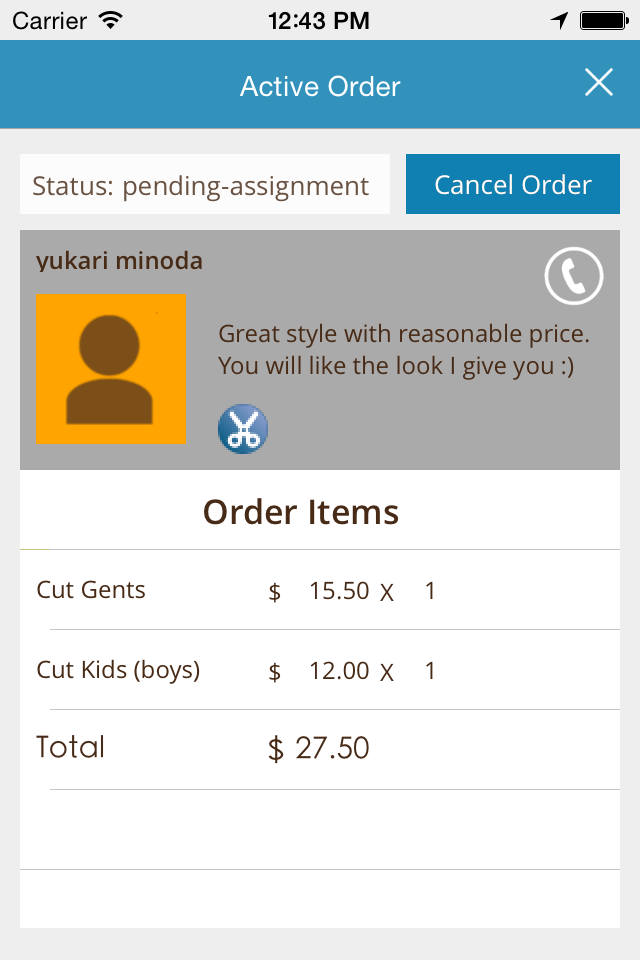 Carrier 12:43 PM
Active Order
Status: pending-assignment Cancel Order
yukari minoda
Great style with reasonable price.
You will like the look I give you :)
Order Items
Cut Gents $ 15.50 X 1
Cut Kids (boys) $ 12.00 X 1
Total $ 27.50